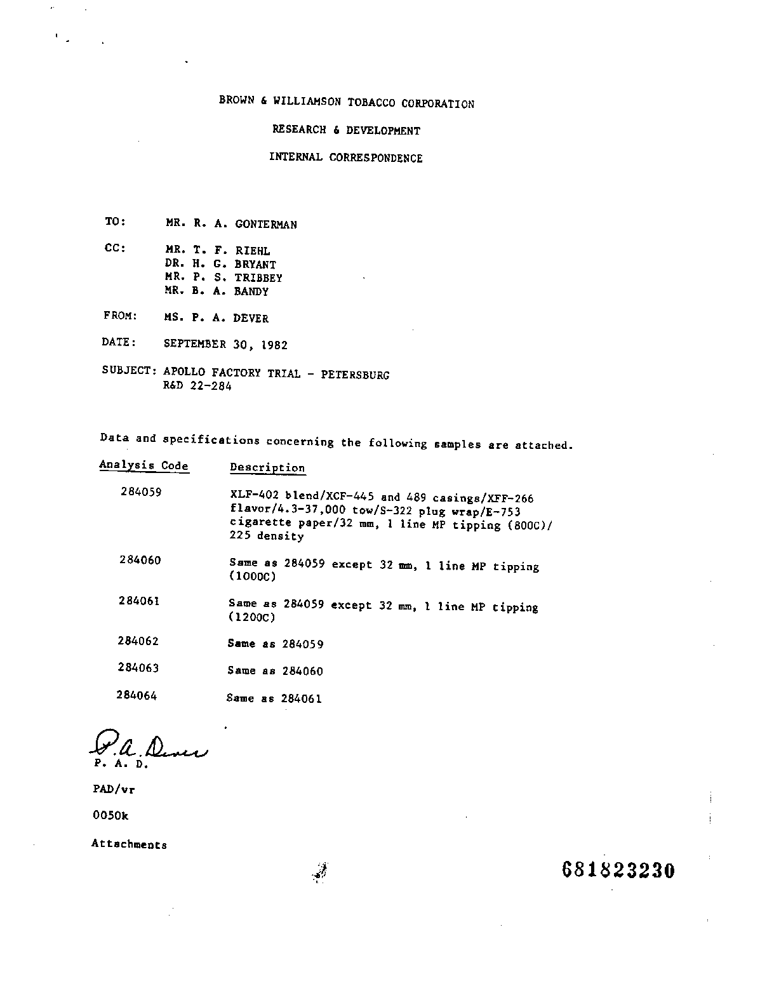 BROWN & WILLIAMSON TOBACCO CORPORATION
RESEARCH & DEVELOPMENT
INTERNAL CORRESPONDENCE
TO: MR. R. A. GONTERMAN
CC: MR. T. F. RIEHL
DR. H. G. BRYANT
MR. P. S. TRIBBEY
MR. B. A. BANDY
FROM: MS. P. A. DEVER
DATE: SEPTEMBER 30, 1982
SUBJECT: APOLLO FACTORY TRIAL - PETERSBURG
R&D 22-284
Data and specifications concerning the following samples are attached.
Analysis Code Description
284059 XLF-402 blend/XCF-445 and 489 casings/XFF-266
flavor/4.3-37,000 tow/S-322 plug wrap/E-753
cigarette paper/32 mm, 1 line MP tipping (800C)/
225 density
284060 Same as 284059 except 32 mm, 1 line MP tipping
(1000C)
284061 Same as 284059 except 32 mm, 1 line MP tipping
(1200C)
284062 Same as 284059
284063 Same as 284060
284064 Same as 284061
P.A. Dever
P. A. D.
PAD/vr
0050k
Attachments
681823230